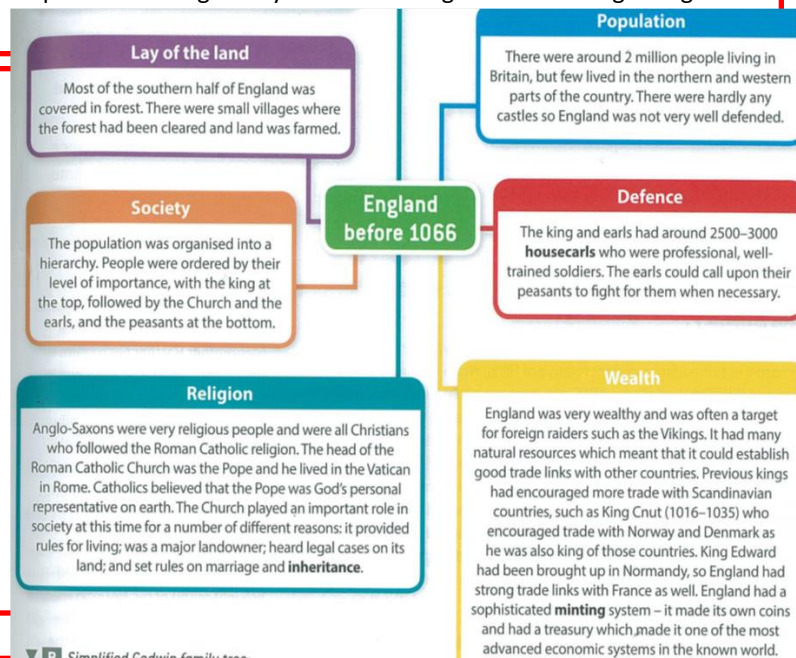 Lay of the land
Most of the southern half of England was
covered in forest. There were small villages where
the forest had been cleared and land was farmed.
Population
There were around 2 million people living in
Britain, but few lived in the northern and western
parts of the country. There were hardly any
castles so England was not very well defended.
Society
The population was organised into a
hierarchy. People were ordered by their
level of importance, with the king at
the top, followed by the Church and the
earls, and the peasants at the bottom.
England
before 1066
Defence
The king and earls had around 2500–3000
housecarls who were professional, well-
trained soldiers. The earls could call upon their
peasants to fight for them when necessary.
Religion
Anglo-Saxons were very religious people and were all Christians
who followed the Roman Catholic religion. The head of the
Roman Catholic Church was the Pope and he lived in the Vatican
in Rome. Catholics believed that the Pope was God's personal
representative on earth. The Church played an important role in
society at this time for a number of different reasons: it provided
rules for living; was a major landowner; heard legal cases on its
land; and set rules on marriage and inheritance.
Wealth
England was very wealthy and was often a target
for foreign raiders such as the Vikings. It had many
natural resources which meant that it could establish
good trade links with other countries. Previous kings
had encouraged more trade with Scandinavian
countries, such as King Cnut (1016–1035) who
encouraged trade with Norway and Denmark as
he was also king of those countries. King Edward
had been brought up in Normandy, so England had
strong trade links with France as well. England had a
sophisticated minting system – it made its own coins
and had a treasury which made it one of the most
advanced economic systems in the known world.